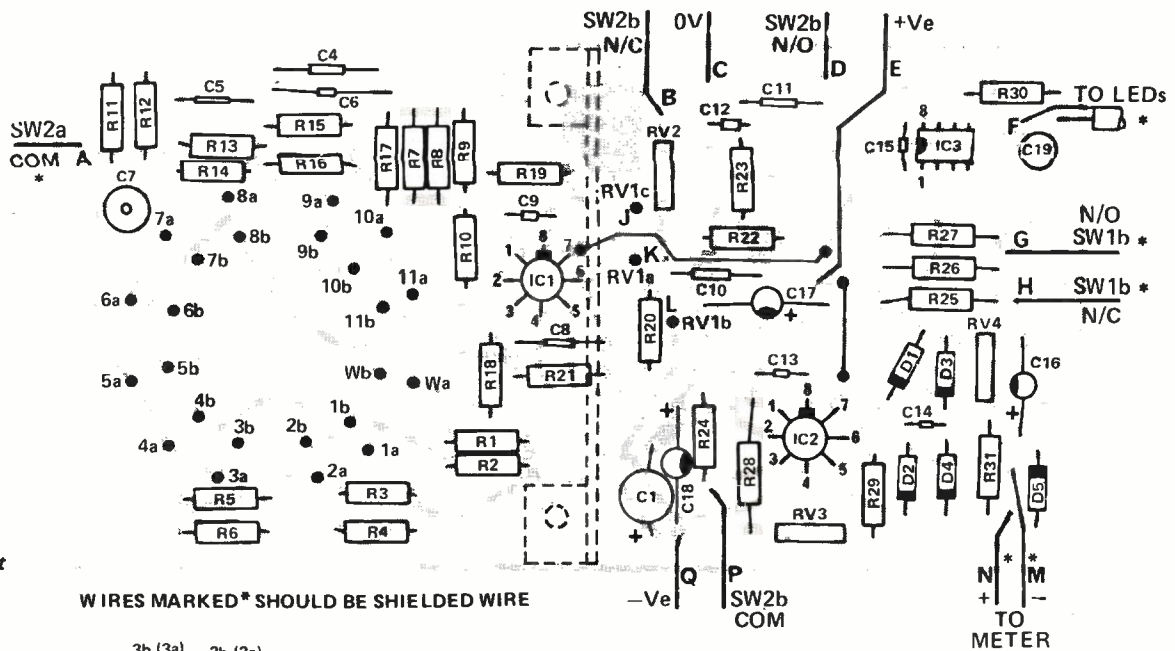 SW2b
N/C
0V
SW2b
N/O
+Ve
B
C
D
E
C4
C5
C6
C11
C12
R11
R12
R15
R13
R16
R14
R17
R7
R8
R9
R19
RV2
R23
C15
8
IC3
1
R30
TO LEDs
*
F
C19
SW2a
COM A
*
C7
8a
9a
7a
8b
9b
10a
7b
10b
11a
6a
6b
11b
5b
5a
Wb
Wa
4b
3b
2b
1b
4a
1a
3a
2a
R10
C9
1
8
7
2
IC1
6
3
4
5
C8
R18
R21
RV1c
J
K*
RV1a
L
RV1b
R20
R22
C10
C17
+
N/O
G SW1b *
R27
R26
R25
H SW1b *
N/C
RV4
C16
+
D1
D3
C13
1
8
7
2
IC2
6
3
4
5
C14
D2
D4
R31
D5
R1
R2
R5
R3
R6
R4
+
C18
R24
C1
+
R28
RV3
R29
Q
P
−Ve
SW2b
COM
N
*
*
M
+
−
TO
METER
t
WIRES MARKED* SHOULD BE SHIELDED WIRE
3b (3a) 2b (2a)